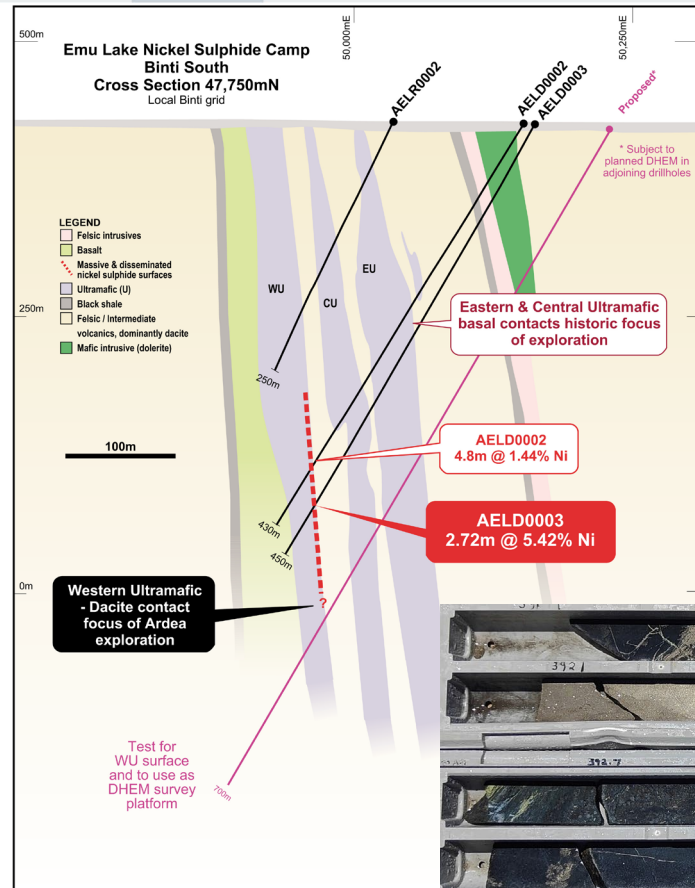 500m
50,000mE
50,250mE
Emu Lake Nickel Sulphide Camp
Binti South
Cross Section 47,750mN
Local Binti grid
AELR0002
AELD0002
AELD0003
Proposed*
* Subject to
planned DHEM in
adjoining drillholes
LEGEND
Felsic intrusives
Basalt
Massive & disseminated
nickel sulphide surfaces
Ultramafic (U)
Black shale
Felsic / Intermediate
volcanics, dominantly dacite
Mafic intrusive (dolerite)
WU
CU
EU
250m
Eastern & Central Ultramafic
basal contacts historic focus
of exploration
250m
100m
AELD0002
4.8m @ 1.44% Ni
AELD0003
2.72m @ 5.42% Ni
430m
450m
0m
Western Ultramafic
- Dacite contact
focus of Ardea
exploration
?
Test for
WU surface
and to use as
DHEM survey
platform
700m
392.1
392.7